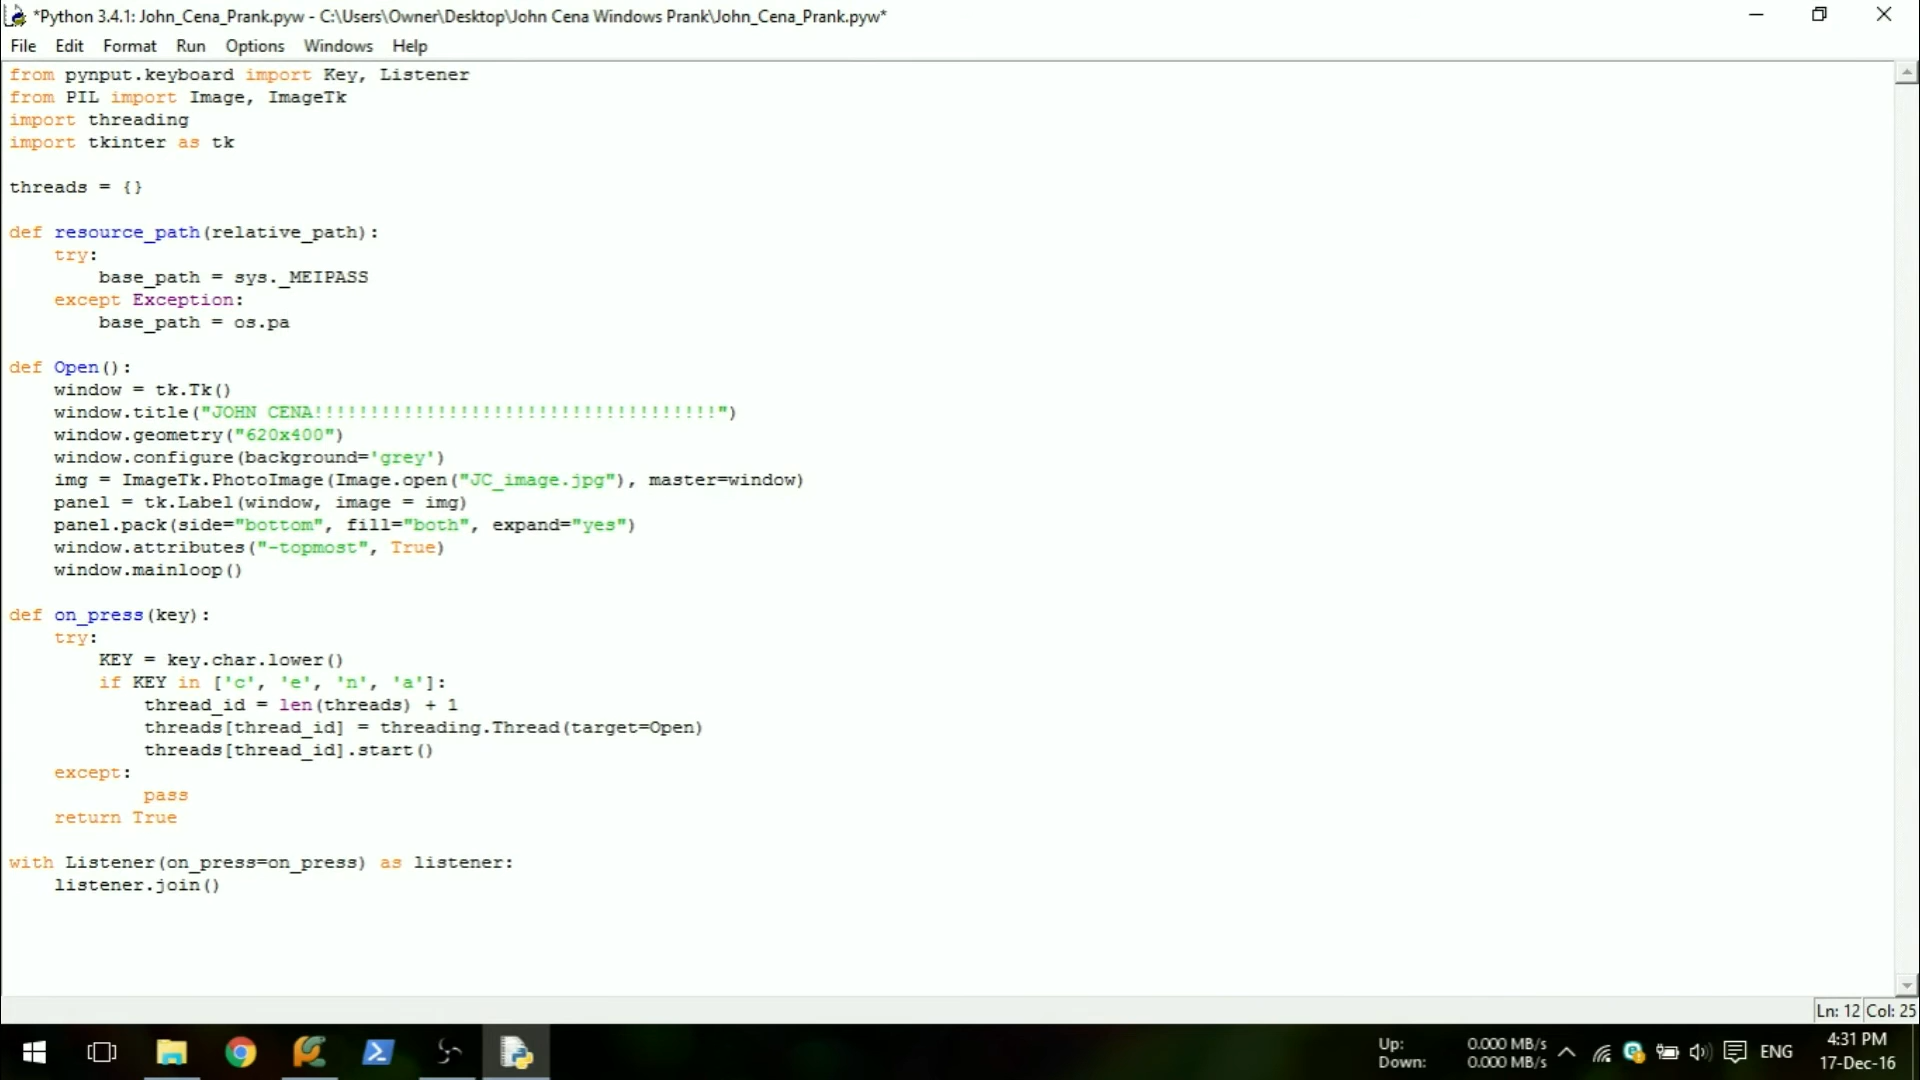 *Python 3.4.1: John_Cena_Prank.pyw - C:\Users\Owner\Desktop\John Cena Windows Prank\John_Cena_Prank.pyw*
File Edit Format Run Options Windows Help
from pynput.keyboard import Key, Listener
from PIL import Image, ImageTk
import threading
import tkinter as tk
threads = {}
def resource_path(relative_path):
    try:
        base_path = sys._MEIPASS
    except Exception:
        base_path = os.pa
def Open():
    window = tk.Tk()
    window.title("JOHN CENA!!!!!!!!!!!!!!!!!!!!!!!!!!!!!!!!!!!!")
    window.geometry("620x400")
    window.configure(background='grey')
    img = ImageTk.PhotoImage(Image.open("JC_image.jpg"), master=window)
    panel = tk.Label(window, image = img)
    panel.pack(side="bottom", fill="both", expand="yes")
    window.attributes("-topmost", True)
    window.mainloop()
def on_press(key):
    try:
        KEY = key.char.lower()
        if KEY in ['c', 'e', 'n', 'a']:
            thread_id = len(threads) + 1
            threads[thread_id] = threading.Thread(target=Open)
            threads[thread_id].start()
    except:
            pass
    return True
with Listener(on_press=on_press) as listener:
    listener.join()
Ln: 12 Col: 25
Up: 0.000 MB/s
Down: 0.000 MB/s
ENG
4:31 PM
17-Dec-16